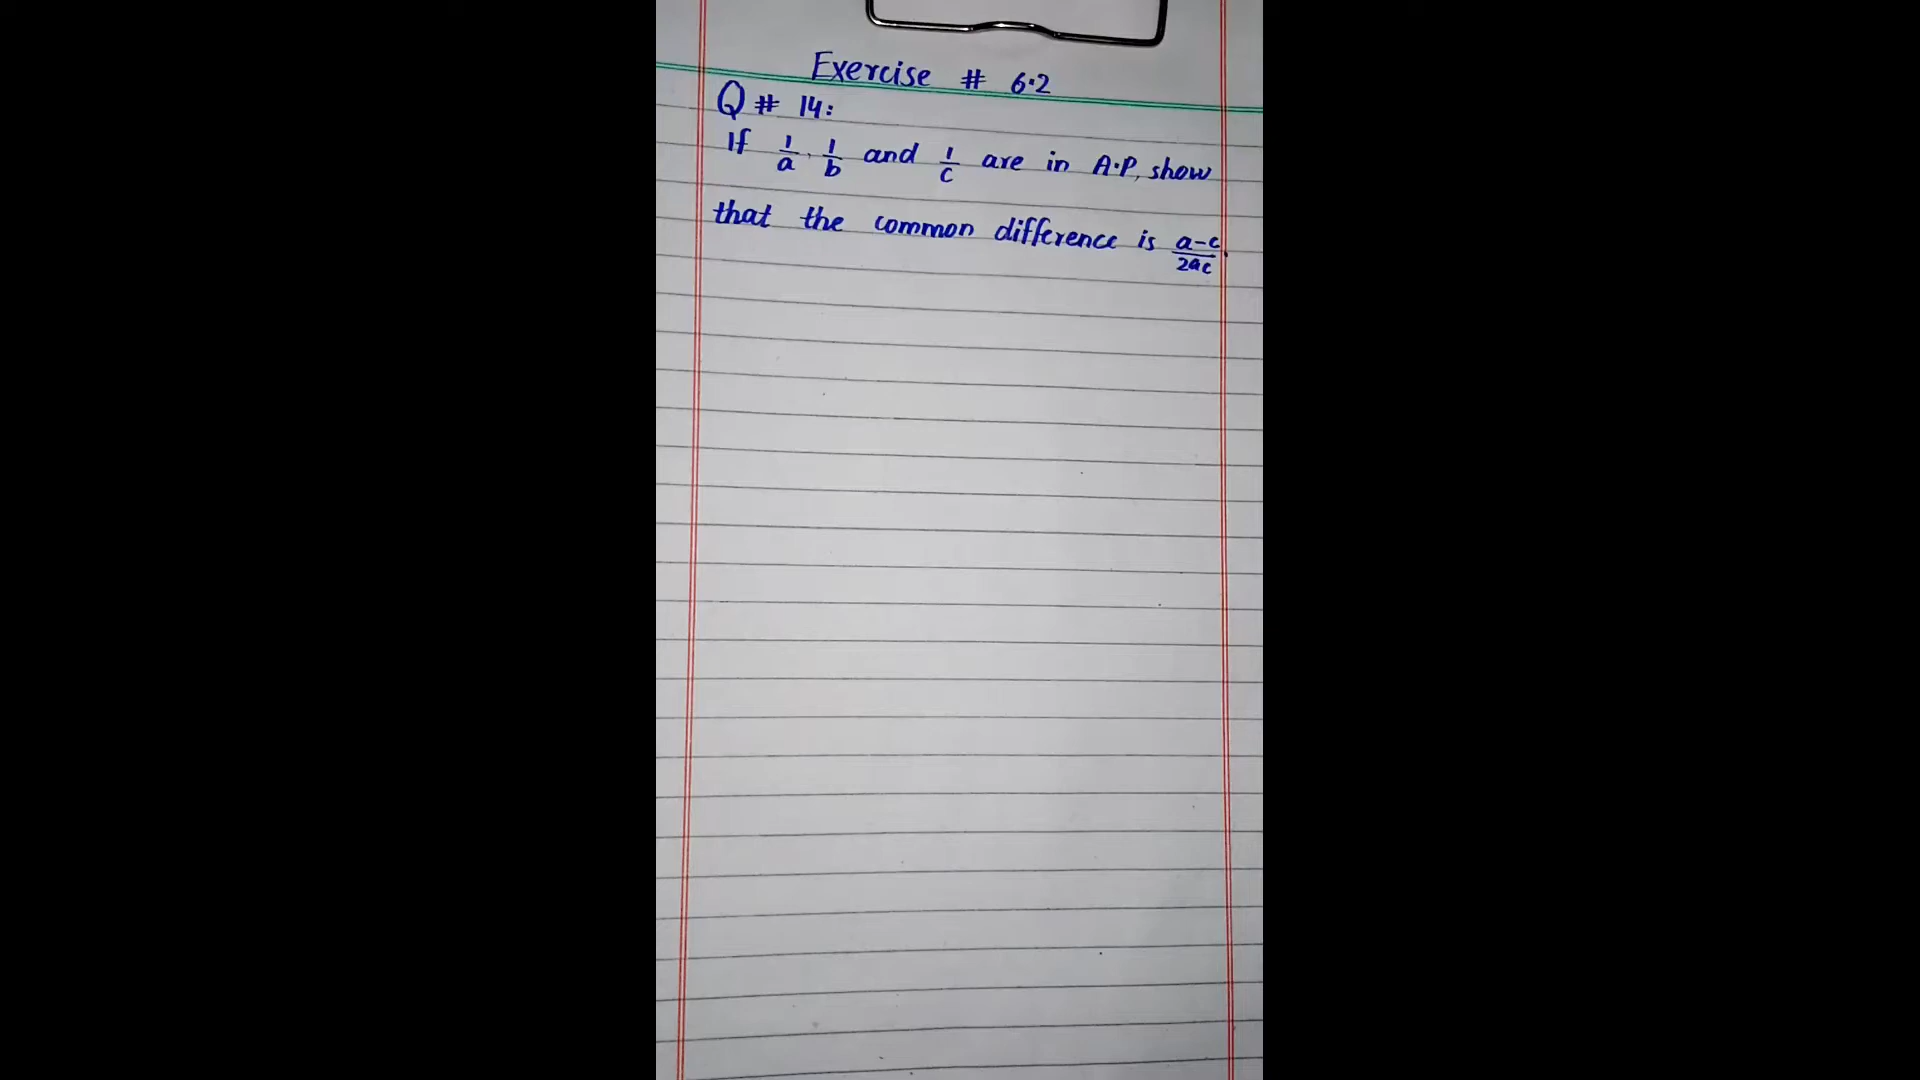 Exercise # 6.2
Q # 14:
If 1/a, 1/b and 1/c are in A.P, show
that the common difference is a-c/2ac.